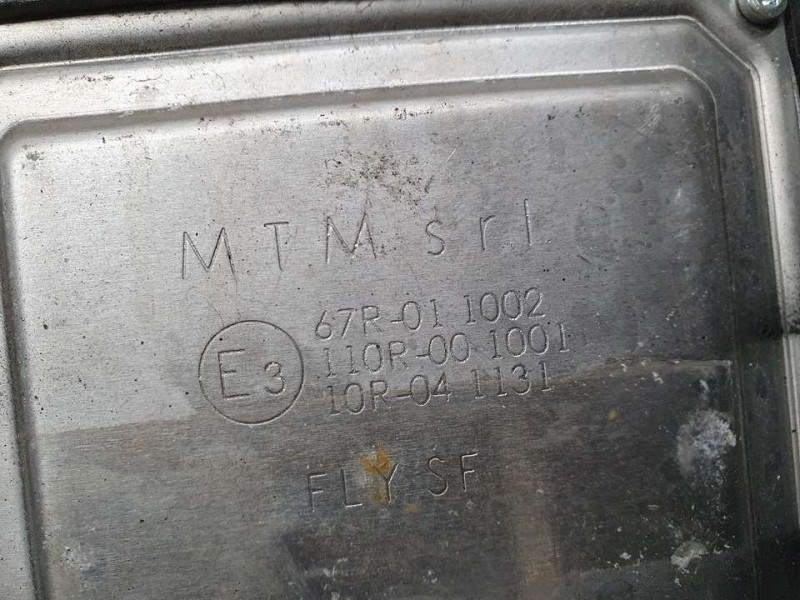 MTM srl
67R-01 1002
110R-00 1001
E3
10R-04 1131
FLY SF